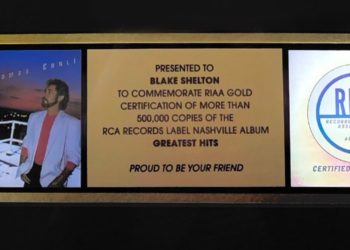 PRESENTED TO
BLAKE SHELTON
TO COMMEMORATE RIAA GOLD
CERTIFICATION OF MORE THAN
500,000 COPIES OF THE
RCA RECORDS LABEL NASHVILLE ALBUM
GREATEST HITS
PROUD TO BE YOUR FRIEND
CERTIFIED